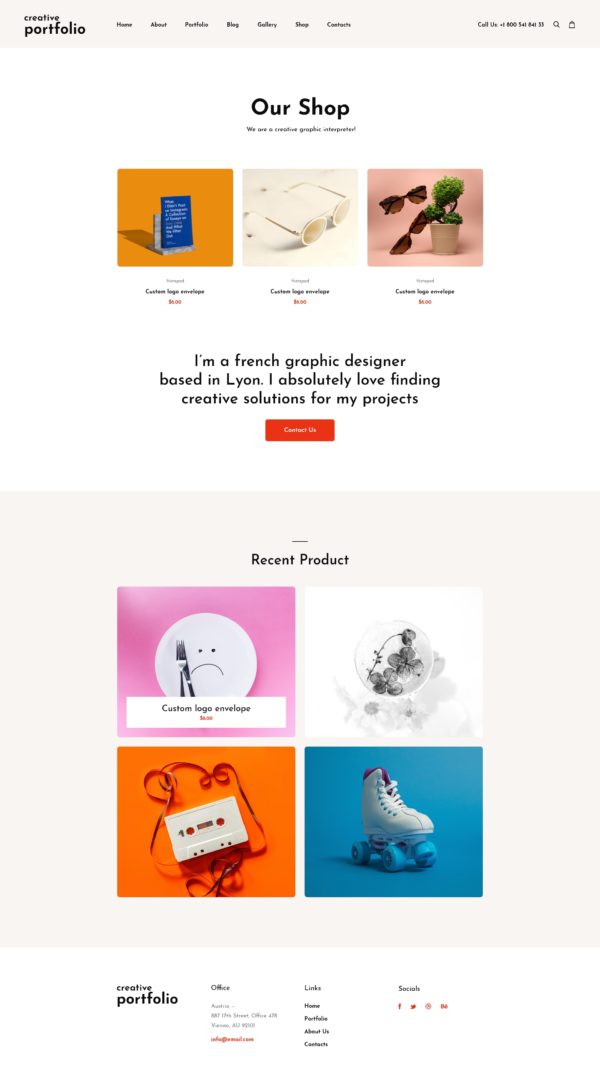 creative
portfolio
Home About Portfolio Blog Gallery Shop Contacts
Call Us: +1 800 541 841 33
Our Shop
We are a creative graphic interpreter!
What
I Didn't Post
on Instagram
A Collection
of Essays on
And What
We Filter
Out
Notepad
Custom logo envelope
$6.00
Notepad
Custom logo envelope
$6.00
Notepad
Custom logo envelope
$6.00
I'm a french graphic designer
based in Lyon. I absolutely love finding
creative solutions for my projects
Contact Us
Recent Product
Custom logo envelope
$6.00
creative
portfolio
Office
Austria —
887 17th Street, Office 478
Vienna, AU 92101
info@email.com
Links
Home
Portfolio
About Us
Contacts
Socials